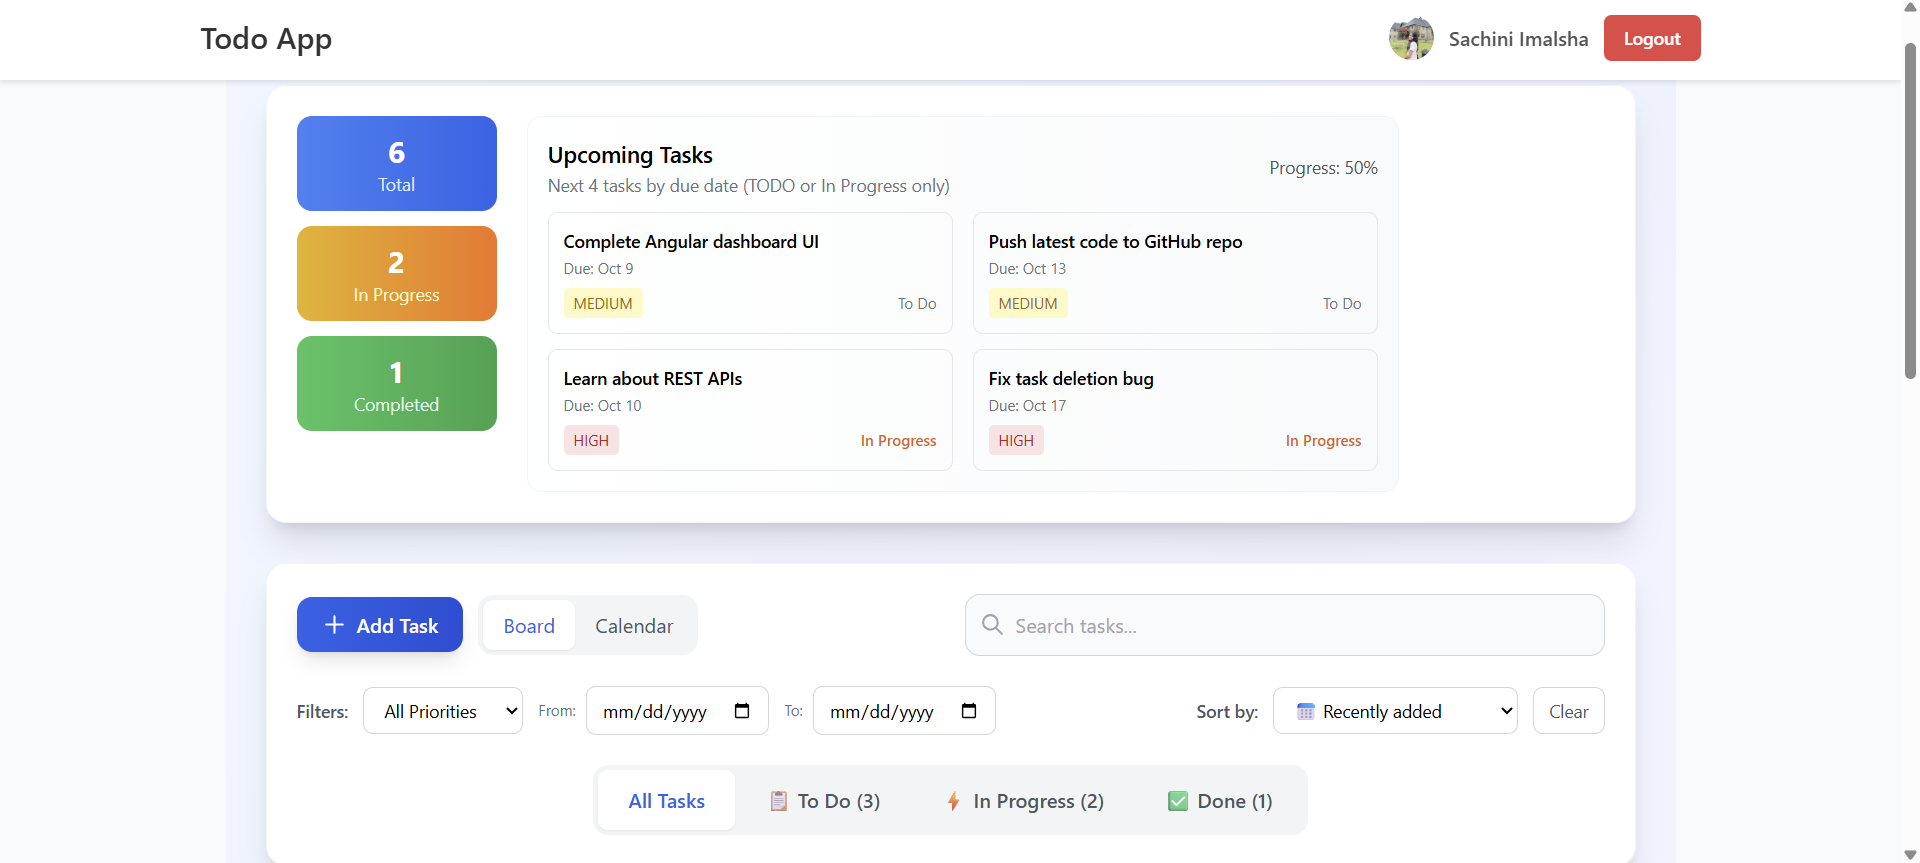 Todo App
Sachini Imalsha
Logout
6
Total
2
In Progress
1
Completed
Upcoming Tasks
Next 4 tasks by due date (TODO or In Progress only)
Progress: 50%
Complete Angular dashboard UI
Due: Oct 9
MEDIUM
To Do
Push latest code to GitHub repo
Due: Oct 13
MEDIUM
To Do
Learn about REST APIs
Due: Oct 10
HIGH
In Progress
Fix task deletion bug
Due: Oct 17
HIGH
In Progress
Add Task
Board
Calendar
Search tasks...
Filters:
All Priorities
From:
mm/dd/yyyy
To:
mm/dd/yyyy
Sort by:
Recently added
Clear
All Tasks
To Do (3)
In Progress (2)
Done (1)